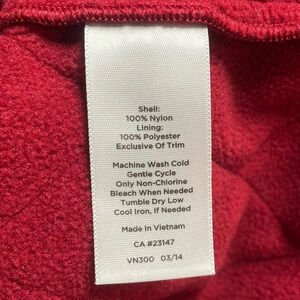 Shell:
100% Nylon
Lining:
100% Polyester
Exclusive Of Trim
Machine Wash Cold
Gentle Cycle
Only Non-Chlorine
Bleach When Needed
Tumble Dry Low
Cool Iron, If Needed
Made In Vietnam
CA #23147
VN300 03/14